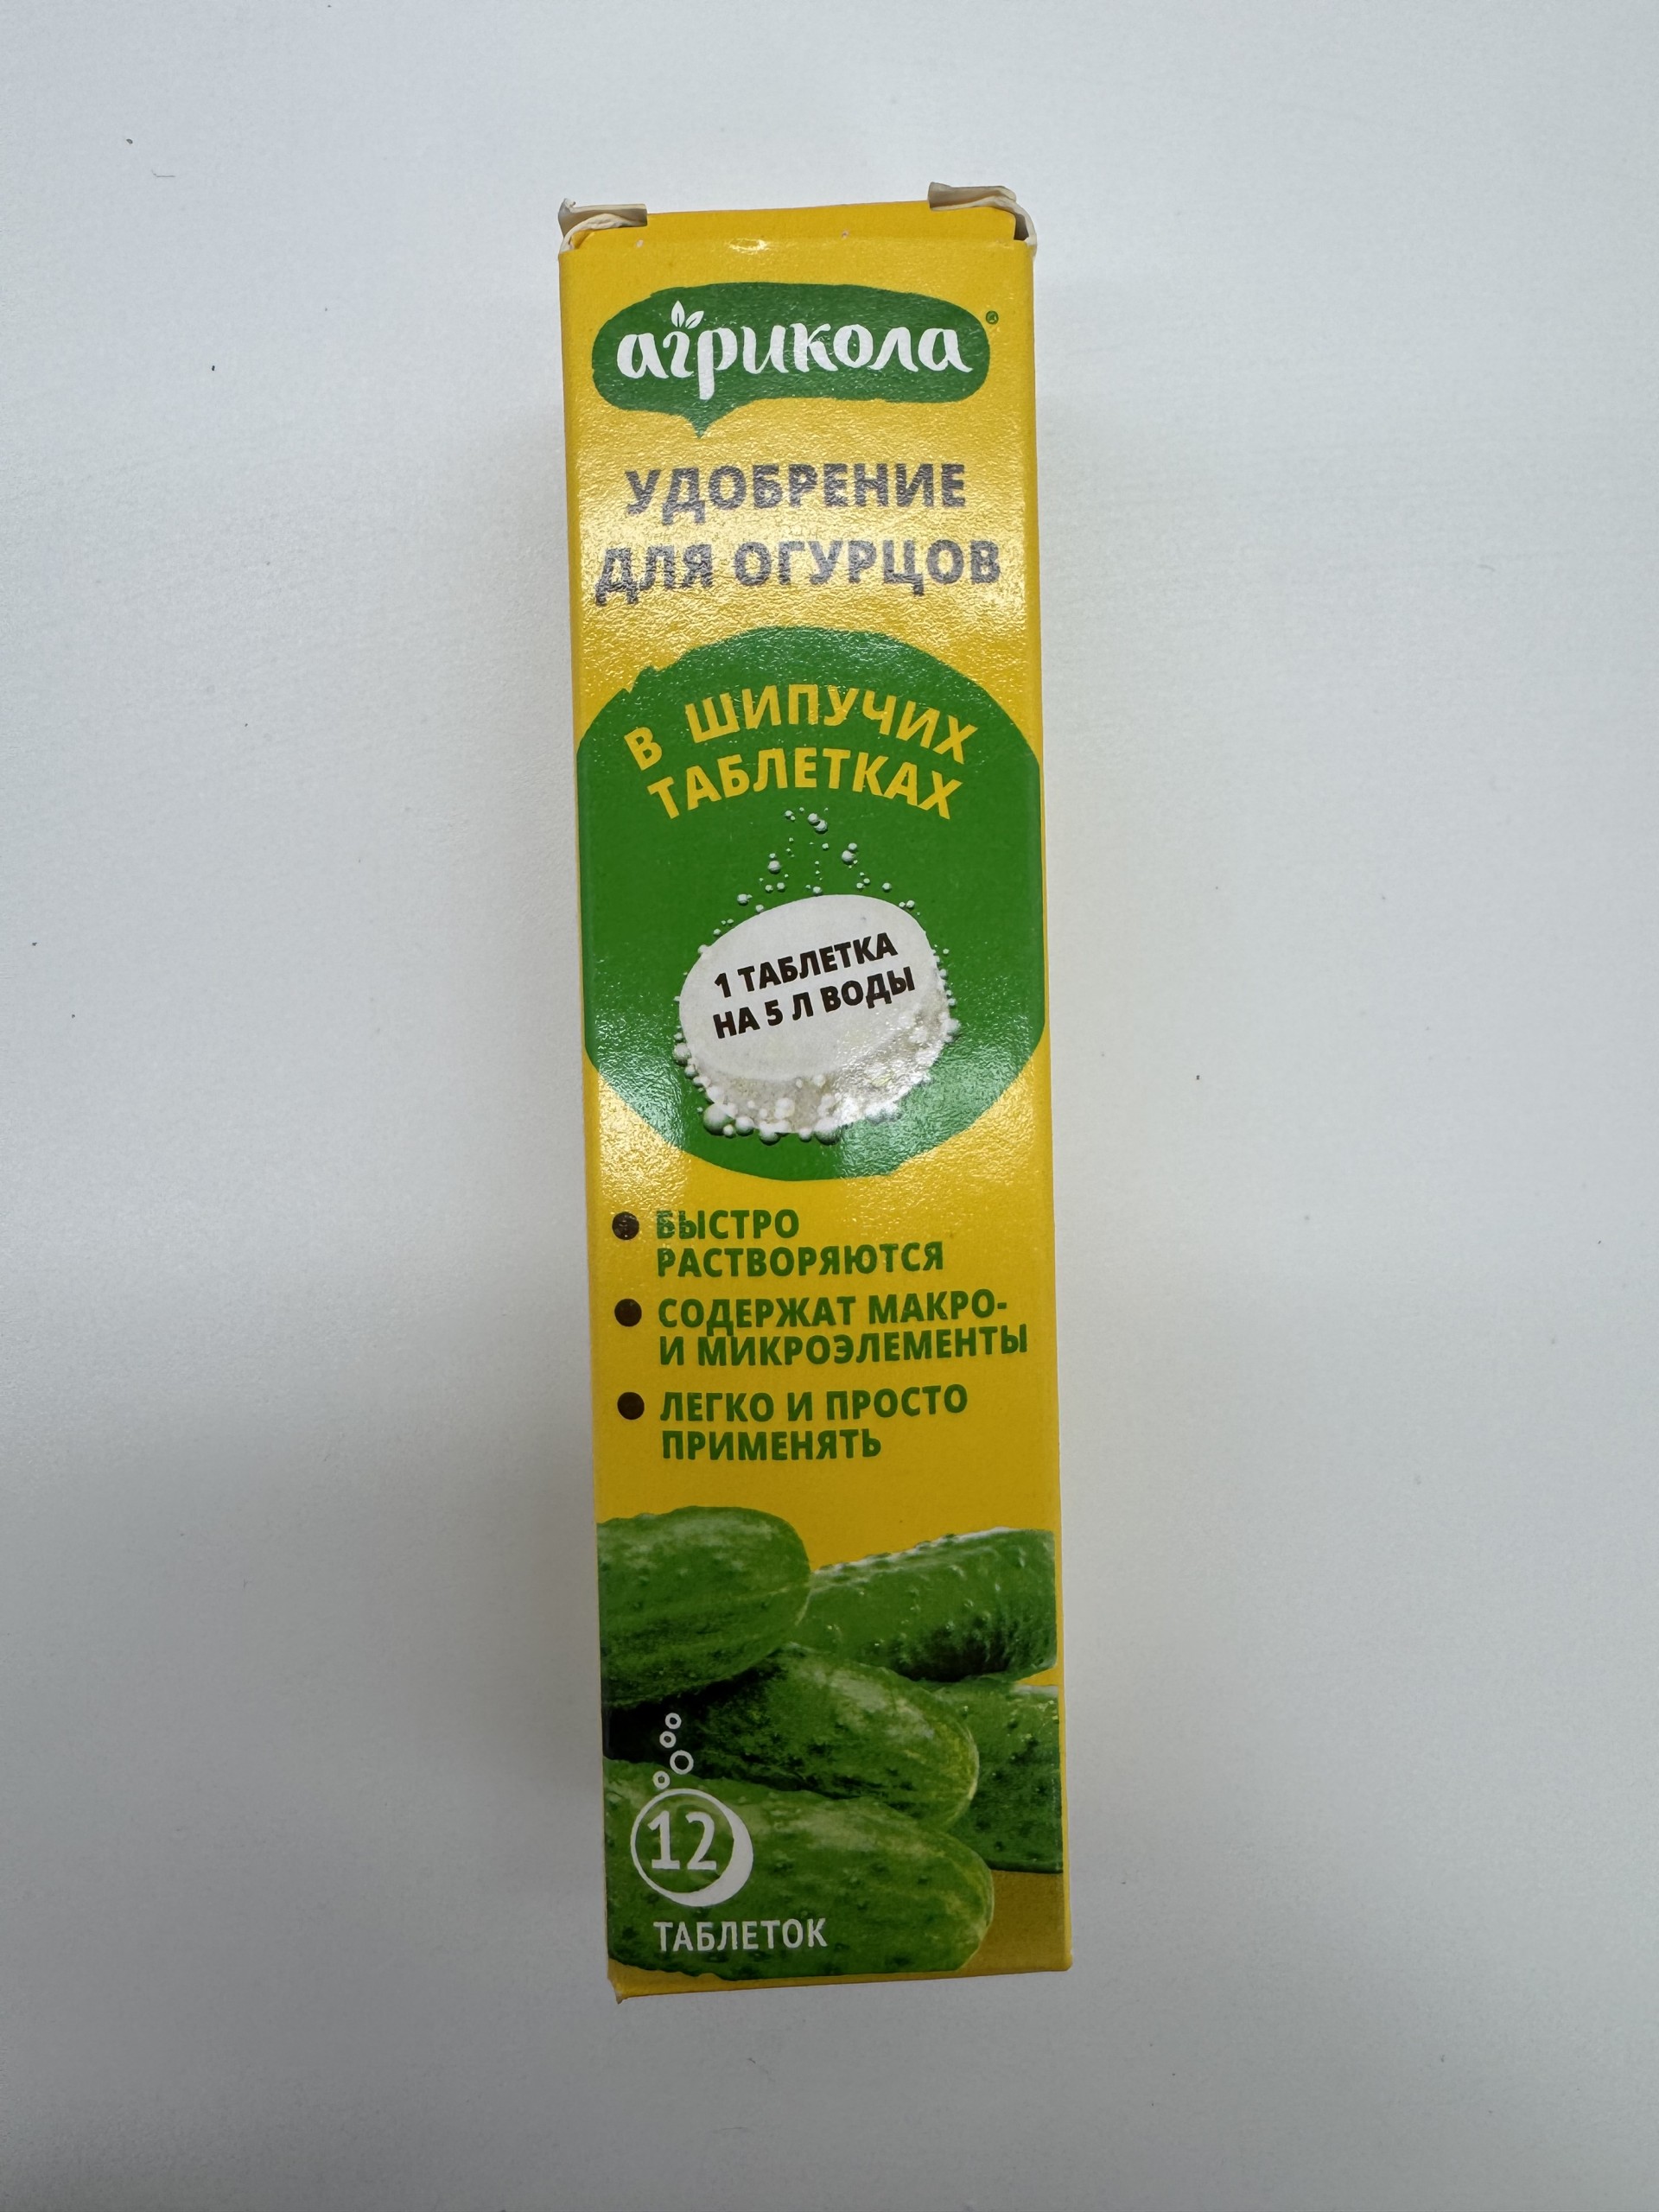 агрикола®
УДОБРЕНИЕ
ДЛЯ ОГУРЦОВ
В ШИПУЧИХ
ТАБЛЕТКАХ
1 ТАБЛЕТКА
НА 5 Л ВОДЫ
● БЫСТРО
РАСТВОРЯЮТСЯ
● СОДЕРЖАТ МАКРО-
И МИКРОЭЛЕМЕНТЫ
● ЛЕГКО И ПРОСТО
ПРИМЕНЯТЬ
12
ТАБЛЕТОК